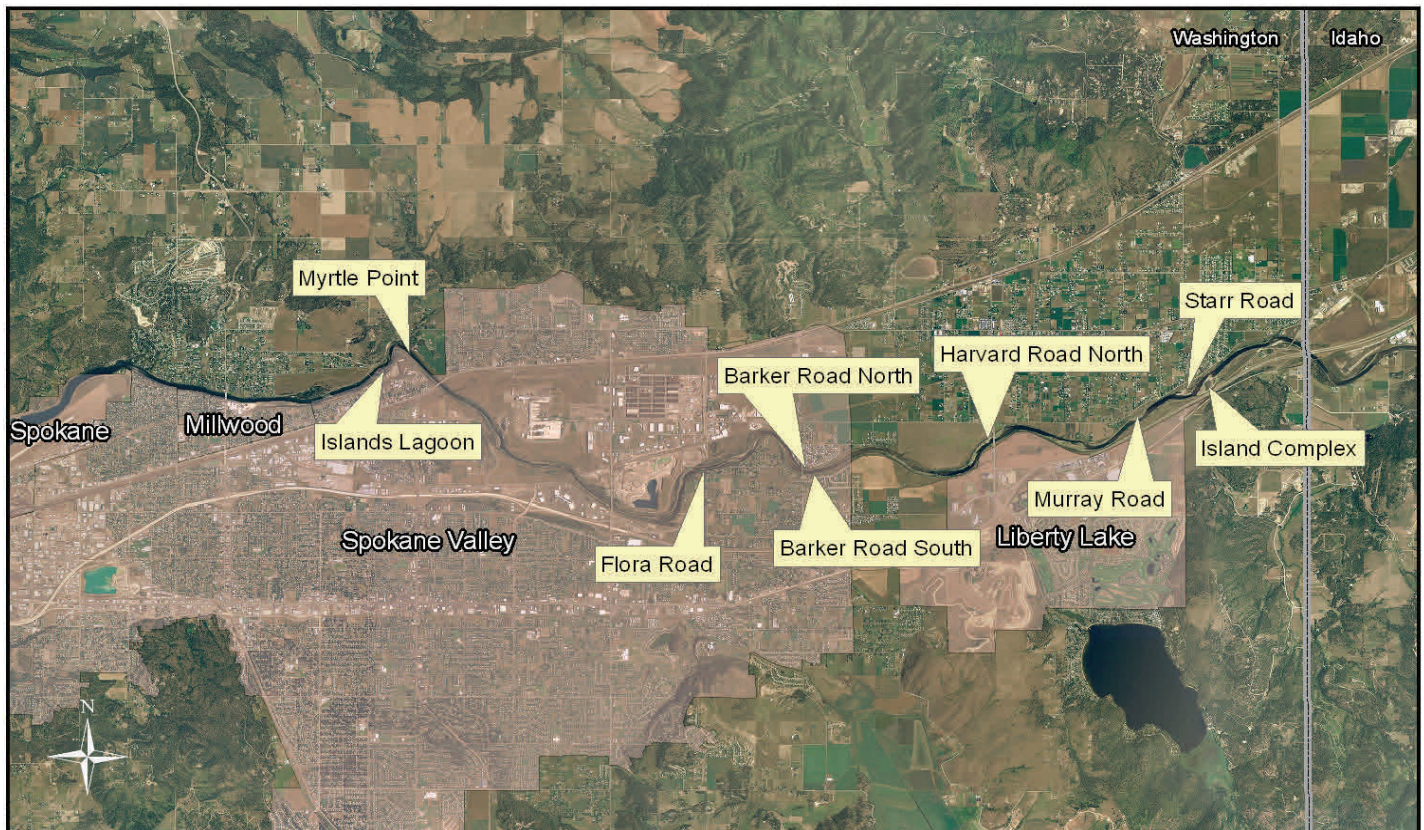 Washington
Idaho
Myrtle Point
Starr Road
Harvard Road North
Barker Road North
Spokane
Millwood
Islands Lagoon
Island Complex
Murray Road
Spokane Valley
Flora Road
Barker Road South
Liberty Lake
N